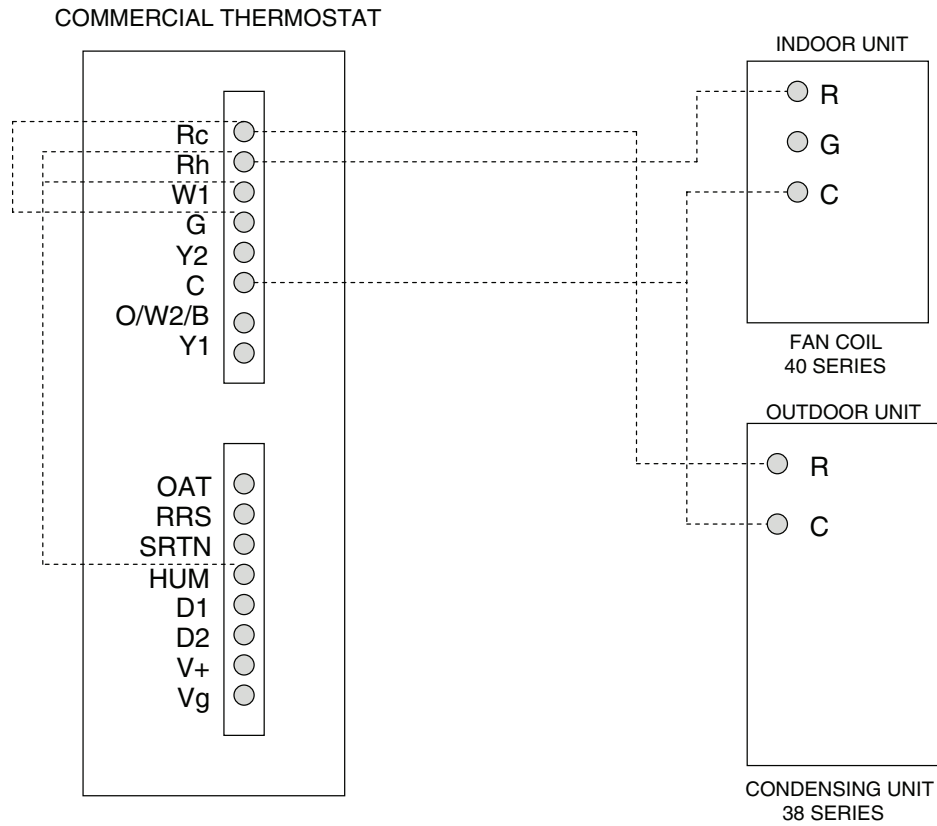 COMMERCIAL THERMOSTAT
Rc
Rh
W1
G
Y2
C
O/W2/B
Y1
OAT
RRS
SRTN
HUM
D1
D2
V+
Vg
INDOOR UNIT
R
G
C
FAN COIL
40 SERIES
OUTDOOR UNIT
R
C
CONDENSING UNIT
38 SERIES